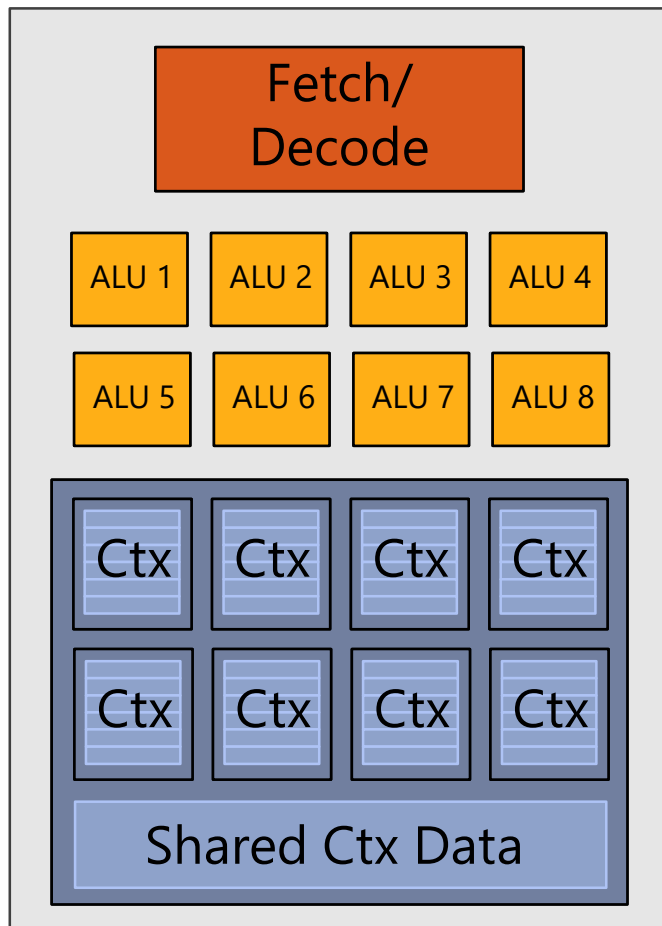 Fetch/
Decode
ALU 1 ALU 2 ALU 3 ALU 4
ALU 5 ALU 6 ALU 7 ALU 8
Ctx Ctx Ctx Ctx
Ctx Ctx Ctx Ctx
Shared Ctx Data